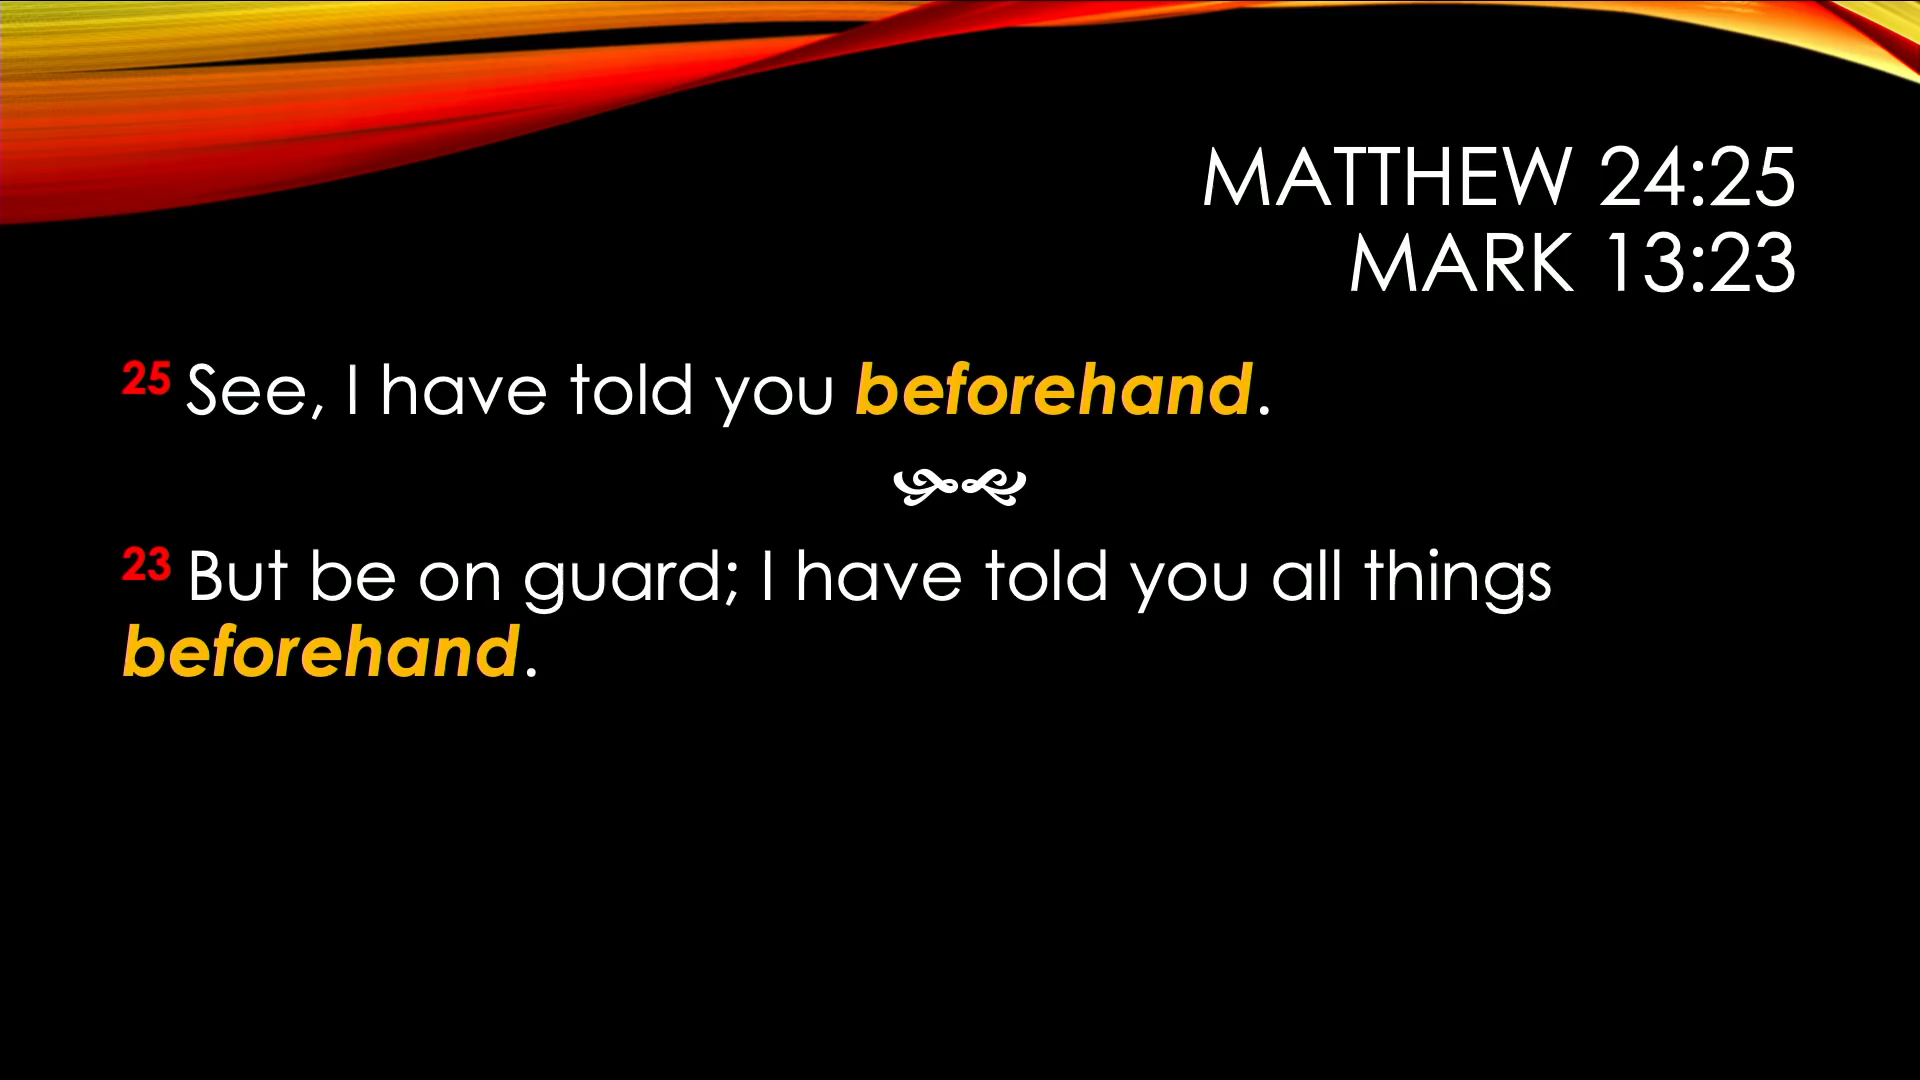 MATTHEW 24:25
MARK 13:23
25 See, I have told you beforehand.
23 But be on guard; I have told you all things
beforehand.